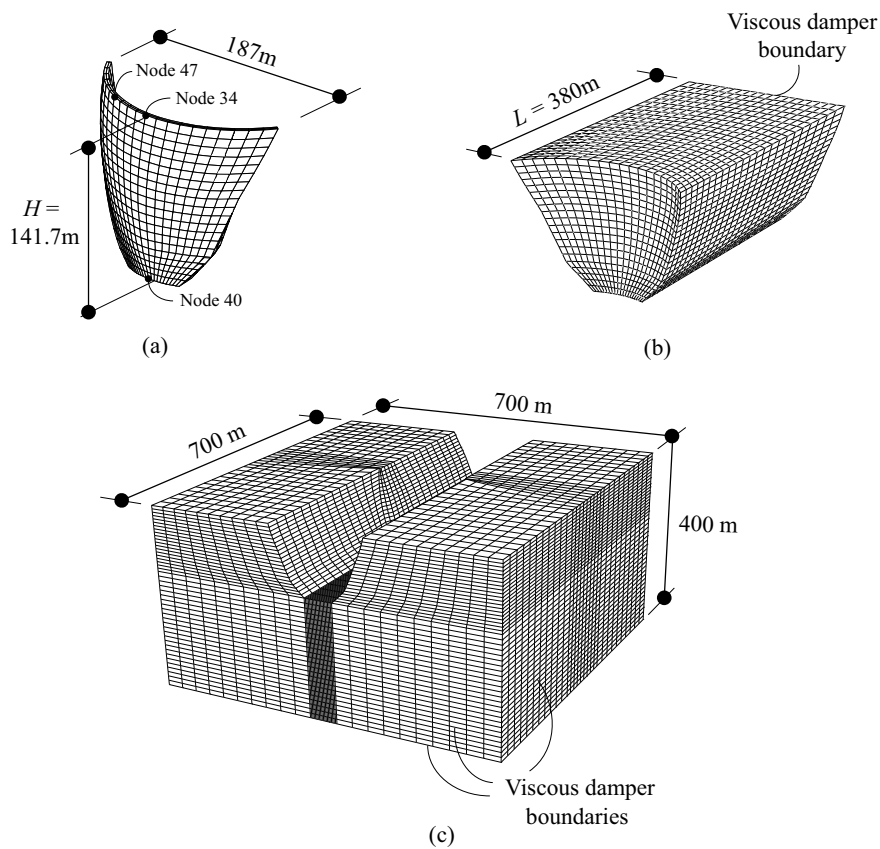 187m
Node 47
Node 34
H =
141.7m
Node 40
(a)
Viscous damper
boundary
L = 380m
(b)
700 m
700 m
400 m
Viscous damper
boundaries
(c)